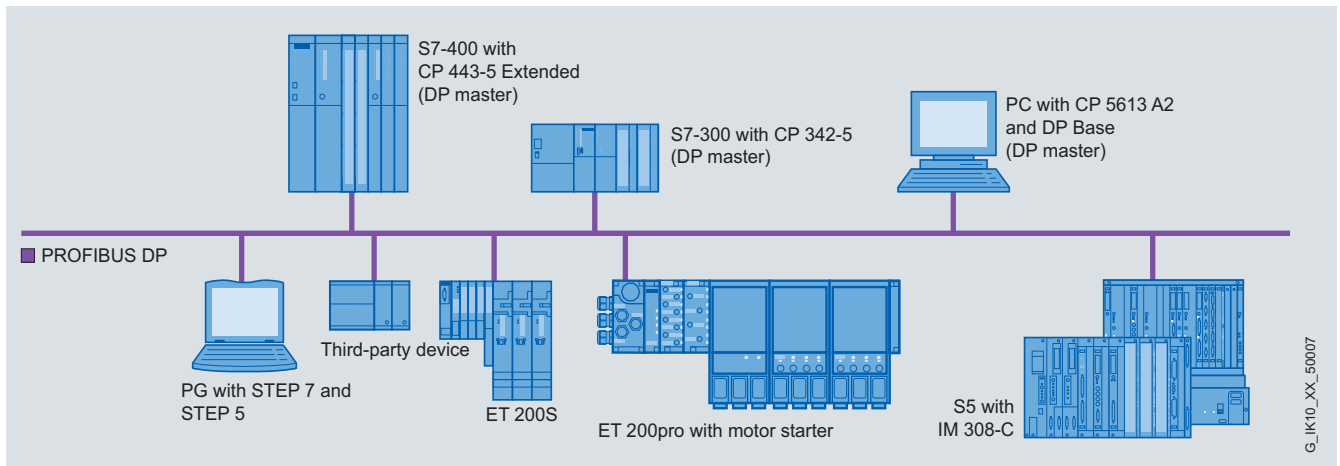 S7-400 with
CP 443-5 Extended
(DP master)
S7-300 with CP 342-5
(DP master)
PC with CP 5613 A2
and DP Base
(DP master)
PROFIBUS DP
Third-party device
PG with STEP 7 and
STEP 5
ET 200S
ET 200pro with motor starter
S5 with
IM 308-C
G_IK10_XX_50007